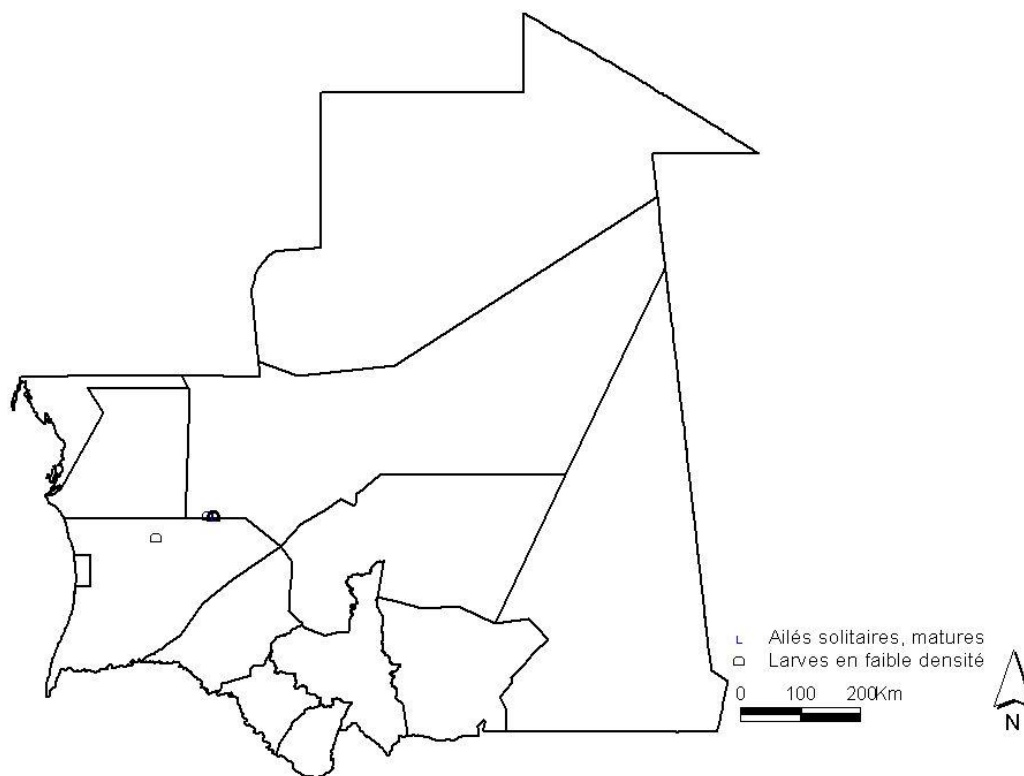 L Ailés solitaires, matures
Larves en faible densité
0 100 200Km
N